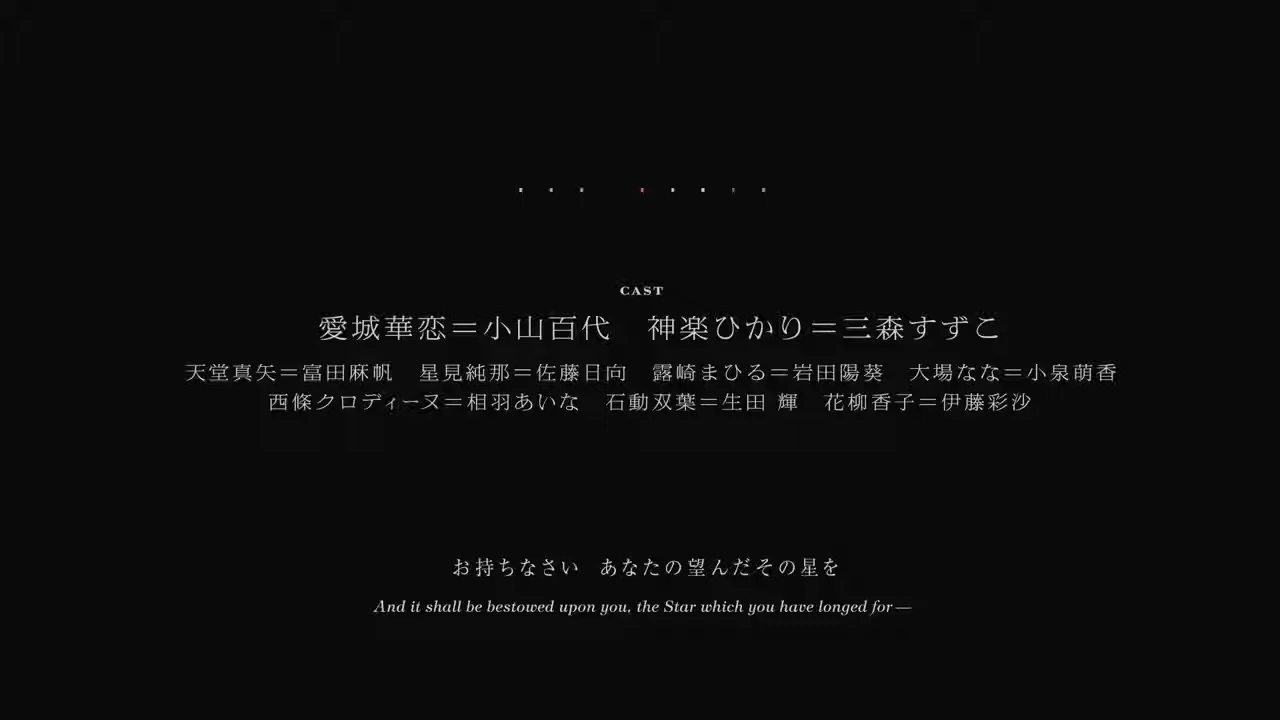 CAST
愛城華恋＝小山百代　神楽ひかり＝三森すずこ
天堂真矢＝富田麻帆　星見純那＝佐藤日向　露崎まひる＝岩田陽葵　大場なな＝小泉萌香
西條クロディーヌ＝相羽あいな　石動双葉＝生田 輝　花柳香子＝伊藤彩沙
お持ちなさい　あなたの望んだその星を
And it shall be bestowed upon you, the Star which you have longed for —